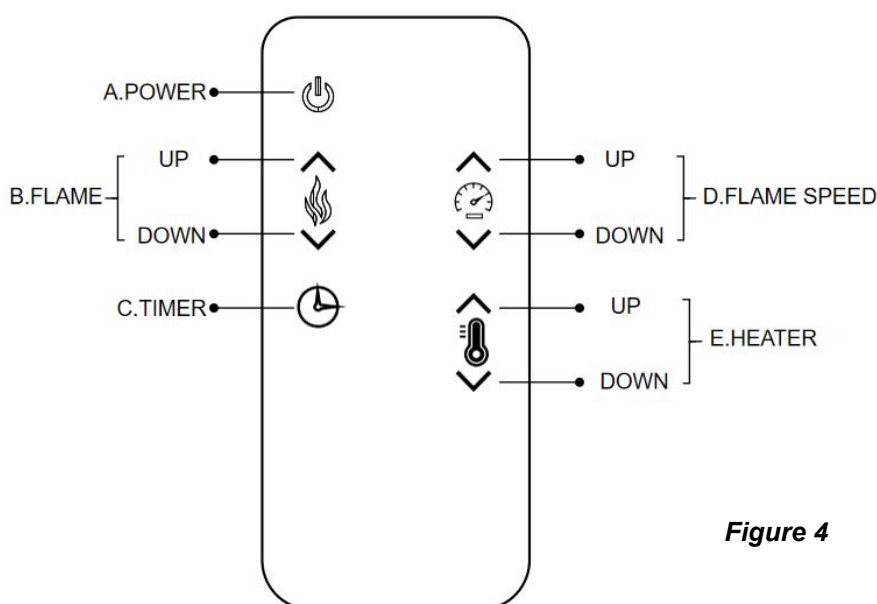 A.POWER
UP
B.FLAME
DOWN
C.TIMER
UP
D.FLAME SPEED
DOWN
UP
E.HEATER
DOWN
Figure 4